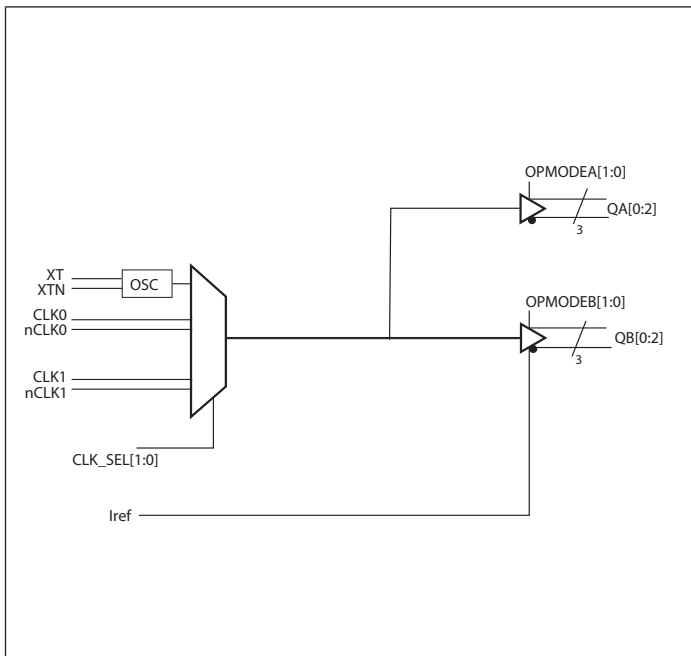 OPMODEA[1:0]
QA[0:2]
3
XT
XTN
OSC
CLK0
nCLK0
OPMODEB[1:0]
QB[0:2]
3
CLK1
nCLK1
CLK_SEL[1:0]
Iref